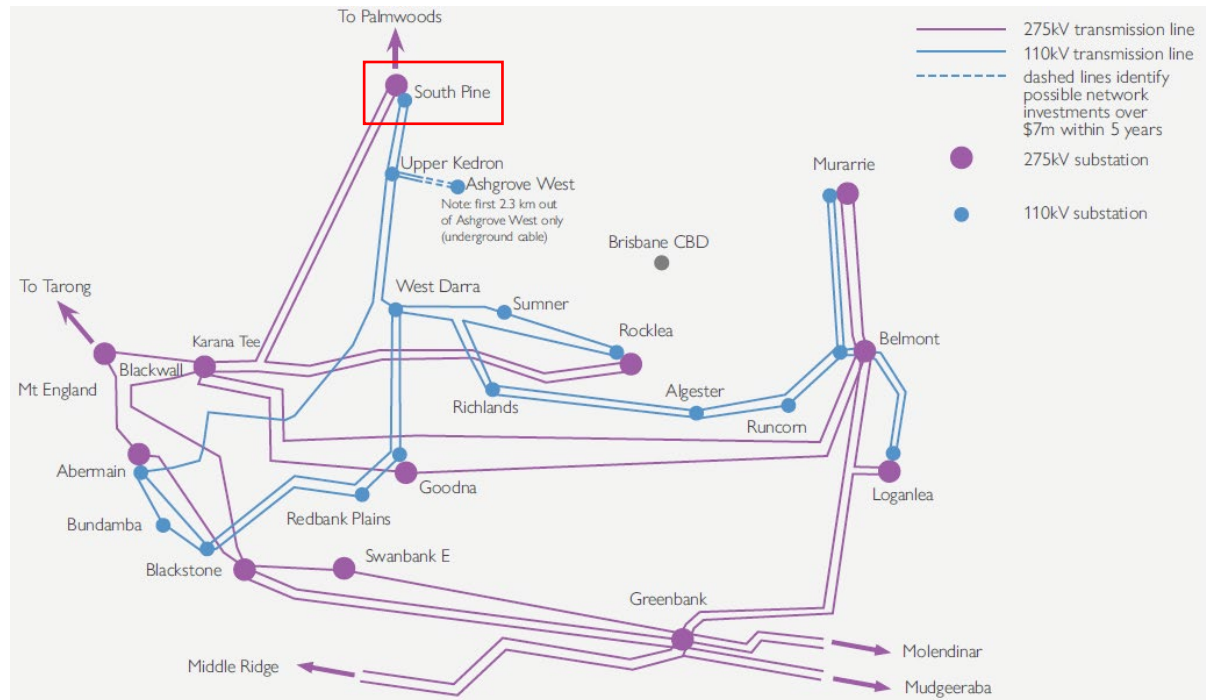 To Palmwoods
South Pine
Upper Kedron
Ashgrove West
Note: first 2.3 km out
of Ashgrove West only
(underground cable)
275kV transmission line
110kV transmission line
dashed lines identify
possible network
investments over
$7m within 5 years
275kV substation
110kV substation
Murarrie
Brisbane CBD
To Tarong
West Darra
Sumner
Rocklea
Karana Tee
Blackwall
Mt England
Belmont
Richlands
Algester
Runcorn
Abermain
Goodna
Loganlea
Bundamba
Redbank Plains
Blackstone
Swanbank E
Greenbank
Middle Ridge
Molendinar
Mudgeeraba